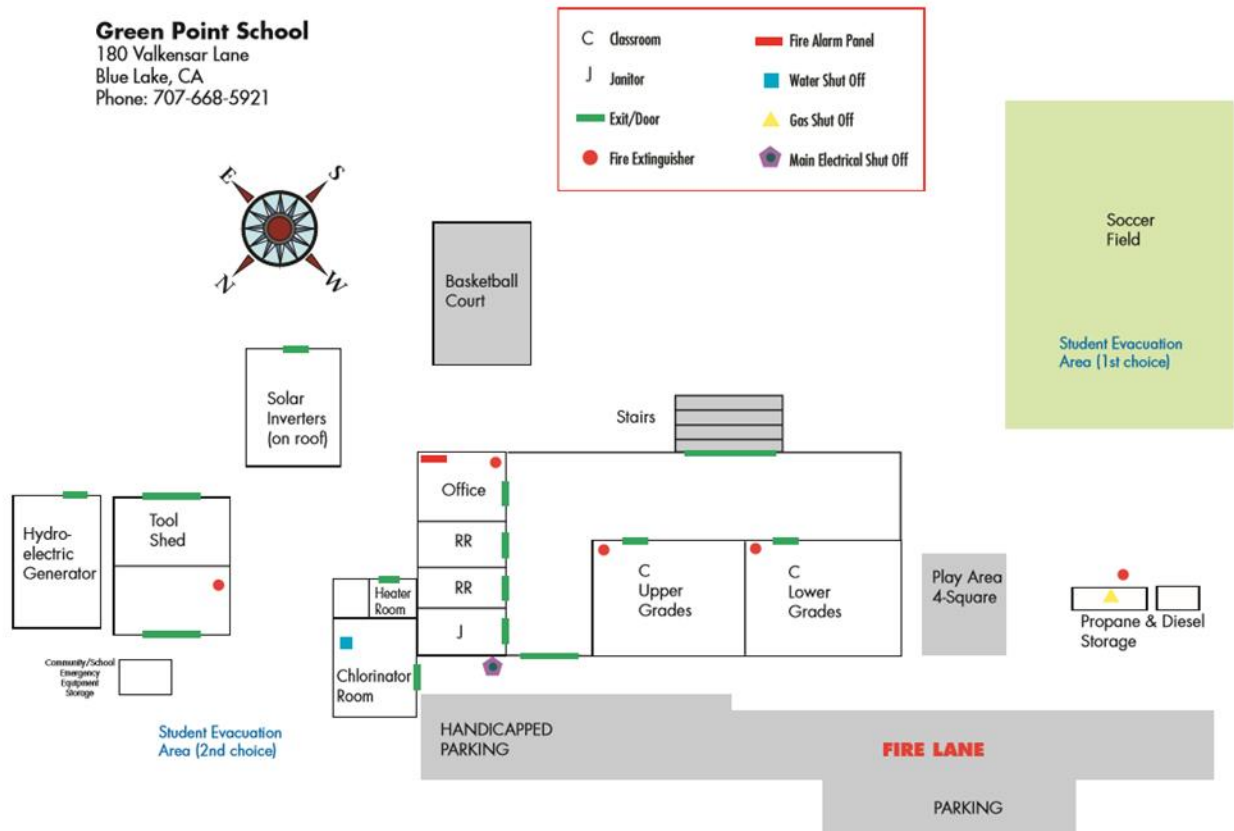 Green Point School
180 Valkensar Lane
Blue Lake, CA
Phone: 707-668-5921
C Classroom
J Janitor
Exit/Door
Fire Extinguisher
Fire Alarm Panel
Water Shut Off
Gas Shut Off
Main Electrical Shut Off
E
S
N
W
Basketball
Court
Soccer
Field
Student Evacuation
Area (1st choice)
Solar
Inverters
(on roof)
Stairs
Hydro-
electric
Generator
Tool
Shed
Office
RR
RR
J
Heater
Room
Chlorinator
Room
C
Upper
Grades
C
Lower
Grades
Play Area
4-Square
Propane & Diesel
Storage
Community/School
Emergency
Equipment
Storage
Student Evacuation
Area (2nd choice)
HANDICAPPED
PARKING
FIRE LANE
PARKING